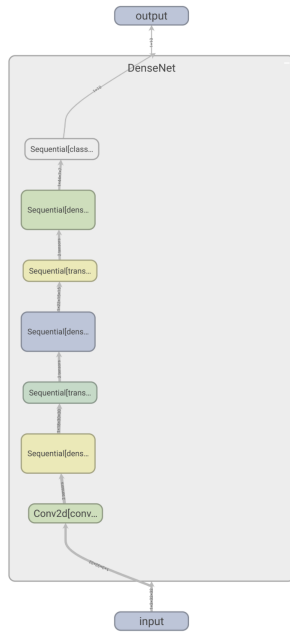 output
DenseNet
Sequential[class...
Sequential[dens...
Sequential[trans...
Sequential[dens...
Sequential[trans...
Sequential[dens...
Conv2d[conv...
input